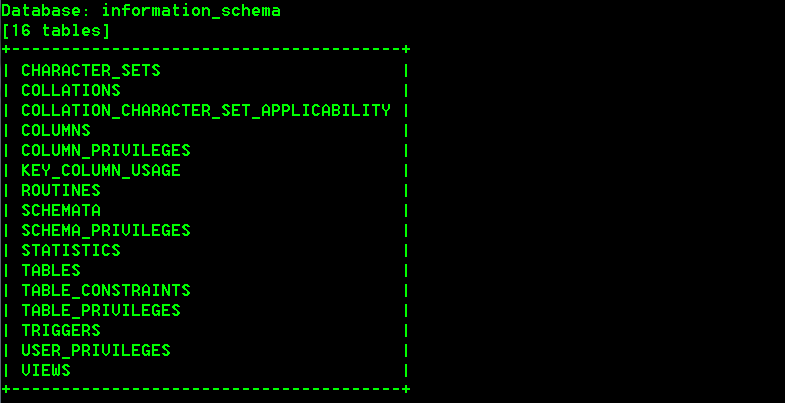 Database: information_schema
[16 tables]
+---------------------------------------+
| CHARACTER_SETS                        |
| COLLATIONS                            |
| COLLATION_CHARACTER_SET_APPLICABILITY |
| COLUMNS                               |
| COLUMN_PRIVILEGES                     |
| KEY_COLUMN_USAGE                      |
| ROUTINES                              |
| SCHEMATA                              |
| SCHEMA_PRIVILEGES                     |
| STATISTICS                            |
| TABLES                                |
| TABLE_CONSTRAINTS                     |
| TABLE_PRIVILEGES                      |
| TRIGGERS                              |
| USER_PRIVILEGES                       |
| VIEWS                                 |
+---------------------------------------+